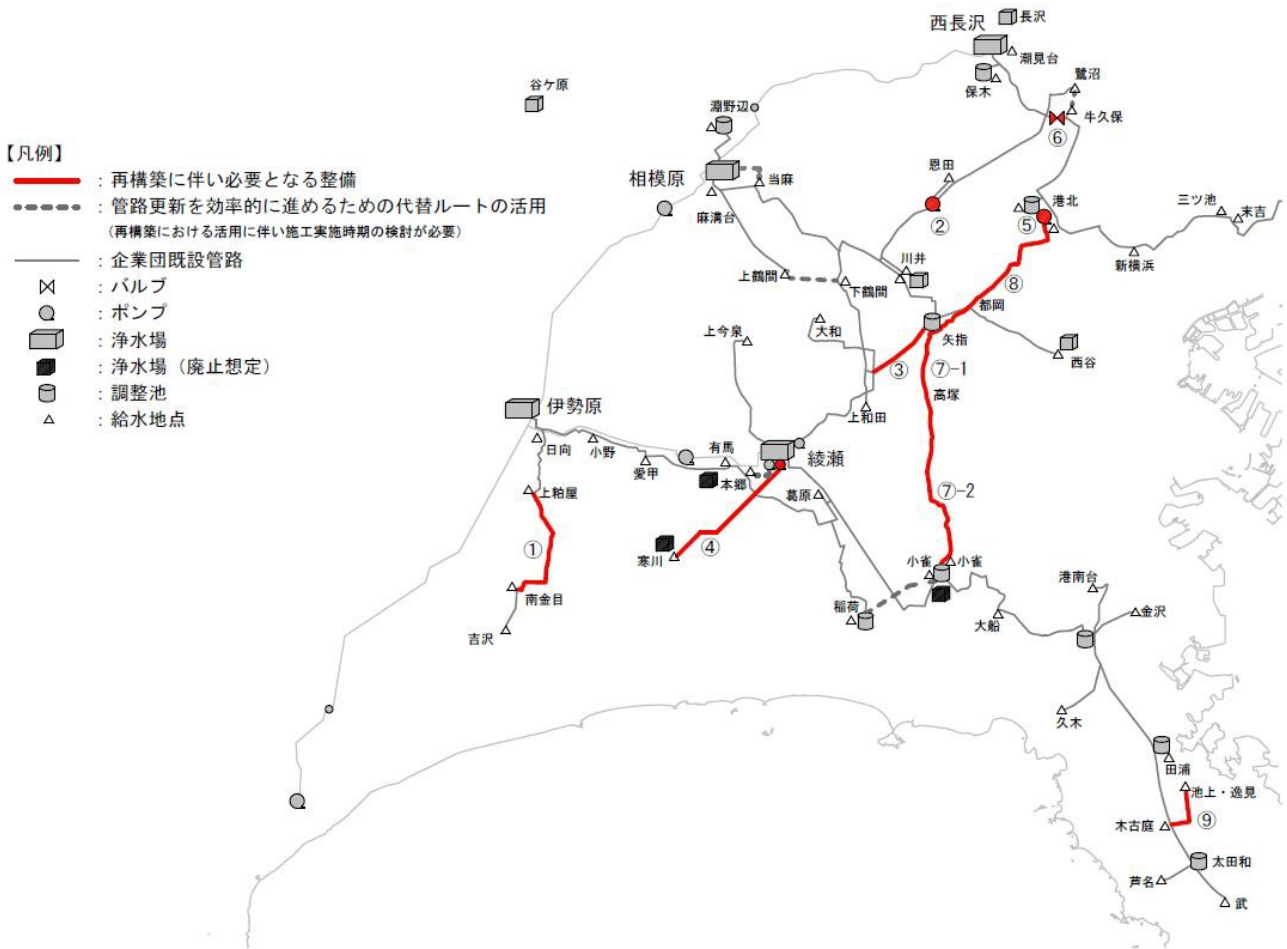 【凡例】
：再構築に伴い必要となる整備
：管路更新を効率的に進めるための代替ルートの活用
（再構築における活用に伴い施工実施時期の検討が必要）
：企業団既設管路
：バルブ
：ポンプ
：浄水場
：浄水場（廃止想定）
：調整池
：給水地点
西長沢
長沢
潮見台
保木
鷺沼
牛久保
⑥
谷ケ原
淵野辺
相模原
当麻
麻溝台
恩田
②
港北
⑤
三ツ池
末吉
新横浜
川井
上鶴間
下鶴間
⑧
都岡
矢指
西谷
上今泉
大和
③
⑦-1
高塚
上和田
伊勢原
日向
小野
愛甲
有馬
本郷
綾瀬
葛原
⑦-2
上粕屋
①
南金目
吉沢
寒川
④
小雀
小雀
稲荷
大船
港南台
金沢
久木
田浦
池上・逸見
木古庭
⑨
太田和
芦名
武